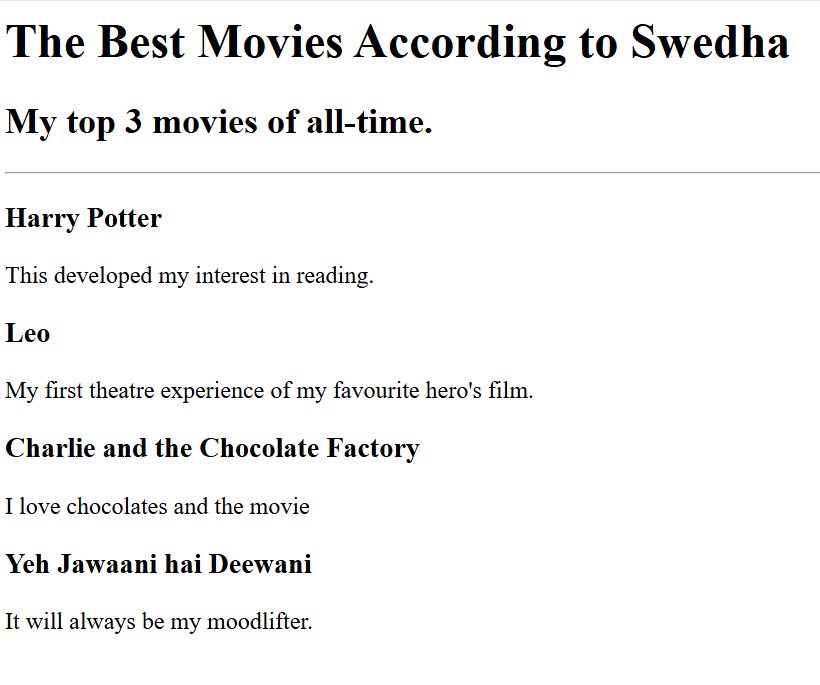 The Best Movies According to Swedha
My top 3 movies of all-time.
Harry Potter
This developed my interest in reading.
Leo
My first theatre experience of my favourite hero's film.
Charlie and the Chocolate Factory
I love chocolates and the movie
Yeh Jawaani hai Deewani
It will always be my moodlifter.